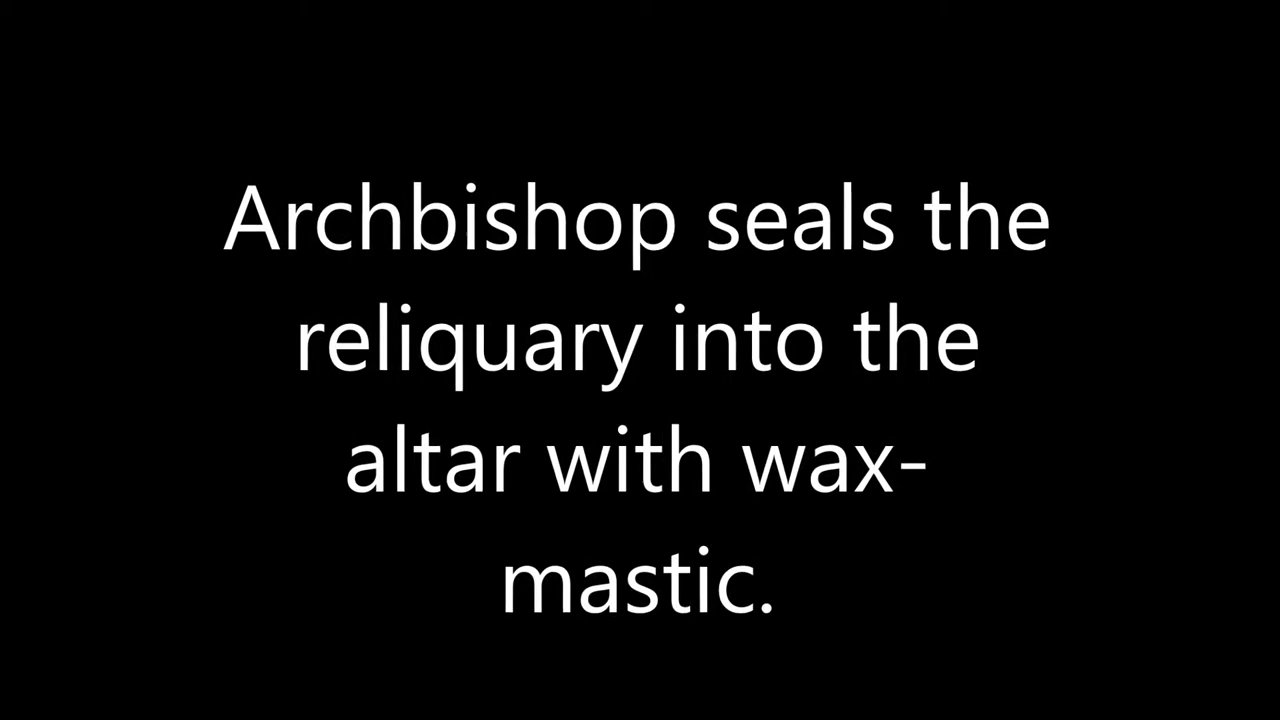 Archbishop seals the
reliquary into the
altar with wax-
mastic.